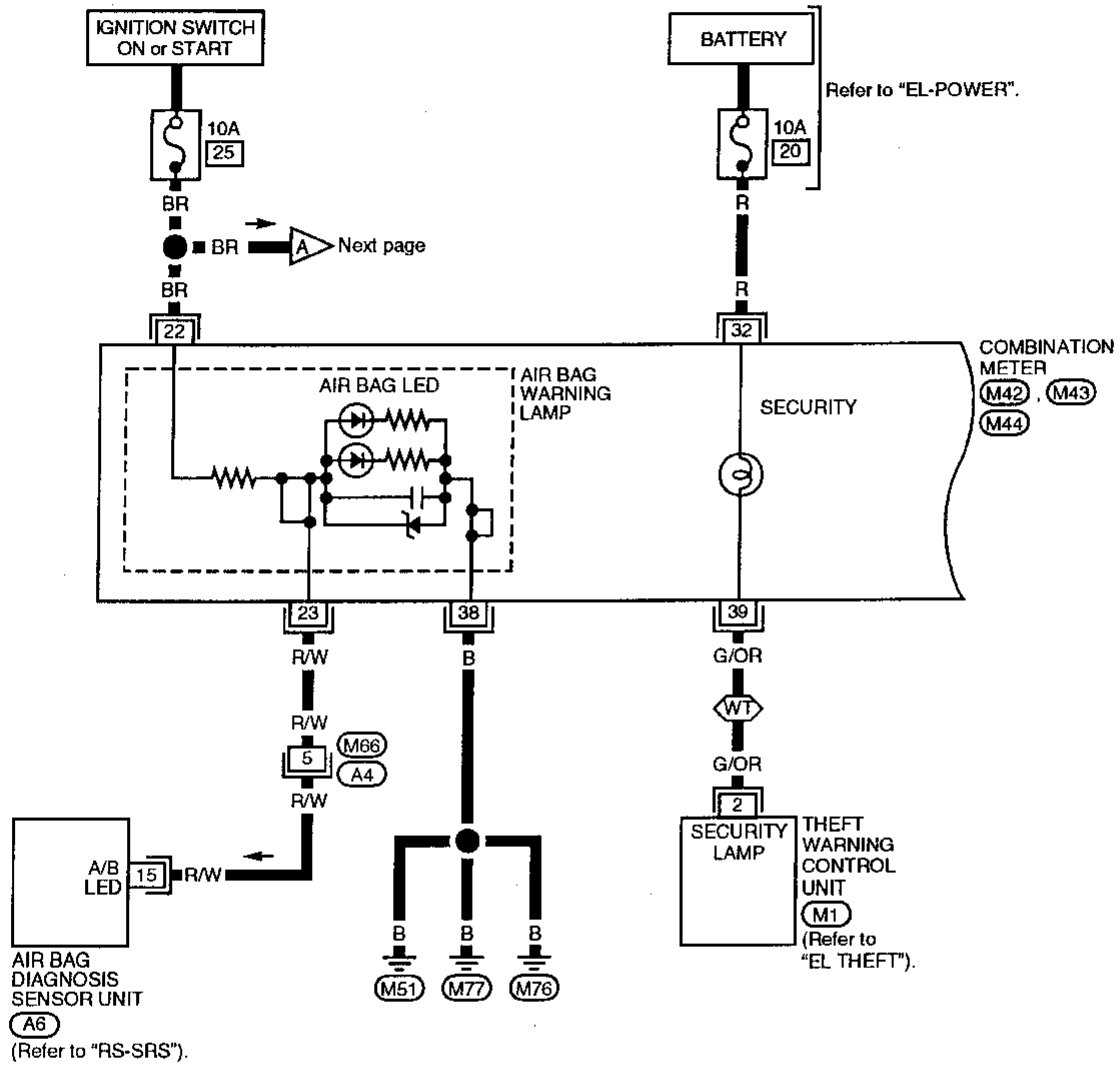 IGNITION SWITCH
ON or START
BATTERY
Refer to “EL-POWER”.
10A
25
10A
20
BR
R
BR
A
Next page
BR
R
22
32
COMBINATION
METER
M42 , M43
M44
AIR BAG LED
AIR BAG
WARNING
LAMP
SECURITY
23
38
39
R/W
B
G/OR
WT
R/W
5
M66
A4
G/OR
R/W
2
SECURITY
LAMP
THEFT
WARNING
CONTROL
UNIT
M1
(Refer to
“EL THEFT”).
A/B
LED
15
R/W
B
B
B
M51
M77
M76
AIR BAG
DIAGNOSIS
SENSOR UNIT
A6
(Refer to “RS-SRS”).